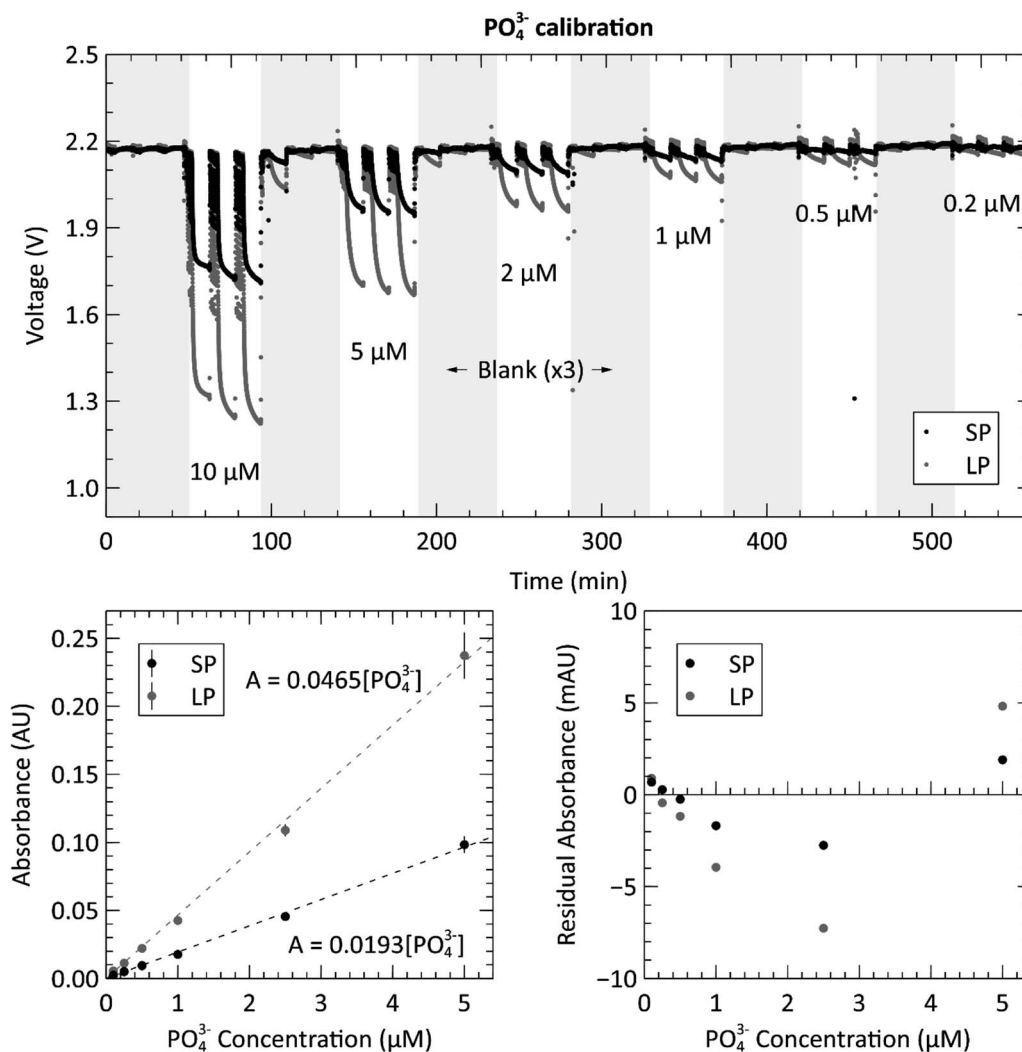 PO₄³⁻ calibration
2.5
2.2
1.9
1.6
1.3
1.0
Voltage (V)
10 μM
5 μM
2 μM
1 μM
0.5 μM
0.2 μM
← Blank (x3) →
SP
LP
0 100 200 300 400 500
Time (min)
0.25
0.20
0.15
0.10
0.05
0.00
Absorbance (AU)
SP
LP
A = 0.0465[PO₄³⁻]
A = 0.0193[PO₄³⁻]
0 1 2 3 4 5
PO₄³⁻ Concentration (μM)
10
5
0
−5
−10
Residual Absorbance (mAU)
SP
LP
0 1 2 3 4 5
PO₄³⁻ Concentration (μM)